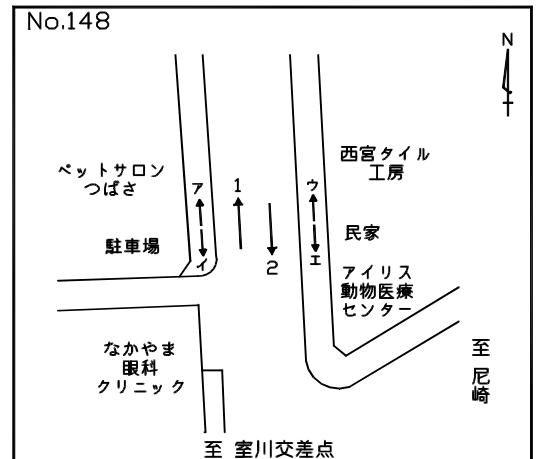 No.148
N
ペットサロン
つばさ
西宮タイル
工房
ア
1
ウ
駐車場
イ
2
エ
民家
アイリス
動物医療
センター
なかやま
眼科
クリニック
至 尼崎
至 室川交差点